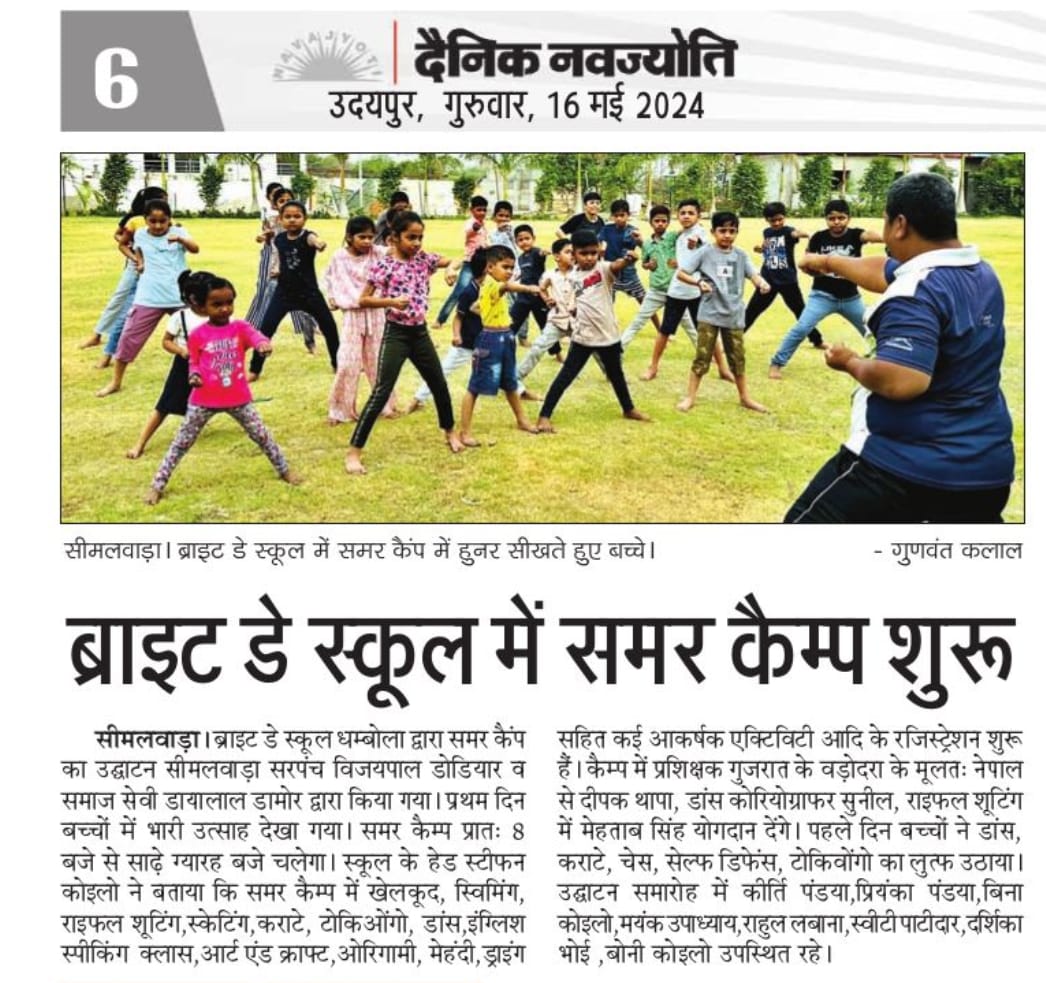 6
NAVAJYOTI
दैनिक नवज्योति
उदयपुर, गुरुवार, 16 मई 2024
सीमलवाड़ा। ब्राइट डे स्कूल में समर कैंप में हुनर सीखते हुए बच्चे।
- गुणवंत कलाल
ब्राइट डे स्कूल में समर कैम्प शुरू
सीमलवाड़ा। ब्राइट डे स्कूल धम्बोला द्वारा समर कैंप
का उद्घाटन सीमलवाड़ा सरपंच विजयपाल डोडियार व
समाज सेवी डायालाल डामोर द्वारा किया गया। प्रथम दिन
बच्चों में भारी उत्साह देखा गया। समर कैम्प प्रातः 8
बजे से साढ़े ग्यारह बजे चलेगा। स्कूल के हेड स्टीफन
कोइलो ने बताया कि समर कैम्प में खेलकूद, स्विमिंग,
राइफल शूटिंग,स्केटिंग,कराटे, टोकिओंगो, डांस,इंग्लिश
स्पीकिंग क्लास,आर्ट एंड क्राफ्ट,ओरिगामी, मेहंदी,ड्राइंग
सहित कई आकर्षक एक्टिविटी आदि के रजिस्ट्रेशन शुरू
हैं। कैम्प में प्रशिक्षक गुजरात के वड़ोदरा के मूलतः नेपाल
से दीपक थापा, डांस कोरियोग्राफर सुनील, राइफल शूटिंग
में मेहताब सिंह योगदान देंगे। पहले दिन बच्चों ने डांस,
कराटे, चेस, सेल्फ डिफेंस, टोकिवोंगो का लुत्फ उठाया।
उद्घाटन समारोह में कीर्ति पंडया,प्रियंका पंडया,बिना
कोइलो,मयंक उपाध्याय,राहुल लबाना,स्वीटी पाटीदार,दर्शिका
भोई ,बोनी कोइलो उपस्थित रहे।